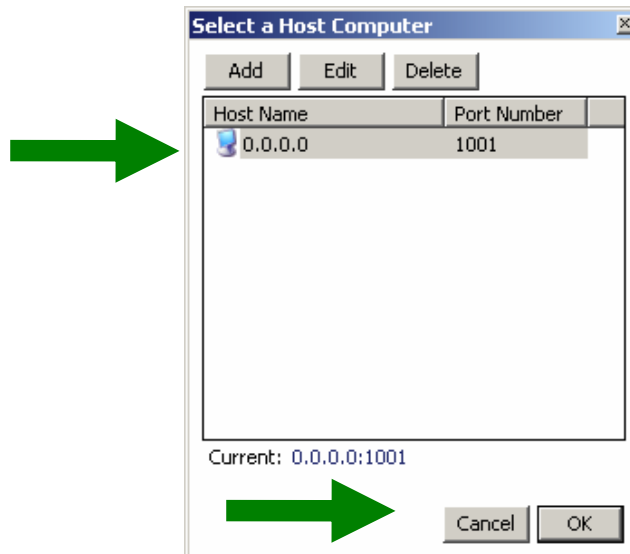 Select a Host Computer
Add Edit Delete
Host Name Port Number
0.0.0.0 1001
Current: 0.0.0.0:1001
Cancel OK